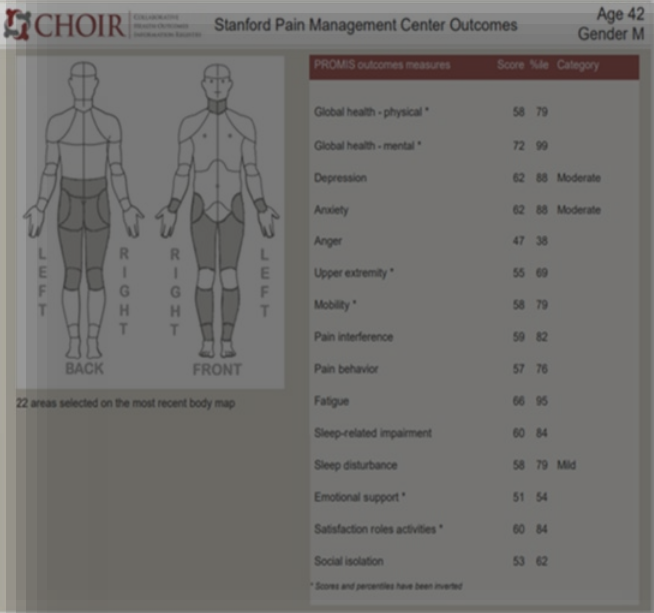 CHOIR COLLABORATIVE HEALTH OUTCOMES INFORMATION REGISTRY
Stanford Pain Management Center Outcomes
Age 42
Gender M
LEFT RIGHT RIGHT LEFT
BACK FRONT
22 areas selected on the most recent body map
PROMIS outcomes measures Score %ile Category
Global health - physical * 58 79
Global health - mental * 72 99
Depression 62 88 Moderate
Anxiety 62 88 Moderate
Anger 47 38
Upper extremity * 55 69
Mobility * 58 79
Pain interference 59 82
Pain behavior 57 76
Fatigue 66 95
Sleep-related impairment 60 84
Sleep disturbance 58 79 Mild
Emotional support * 51 54
Satisfaction roles activities * 60 84
Social isolation 53 62
* Scores and percentiles have been inverted